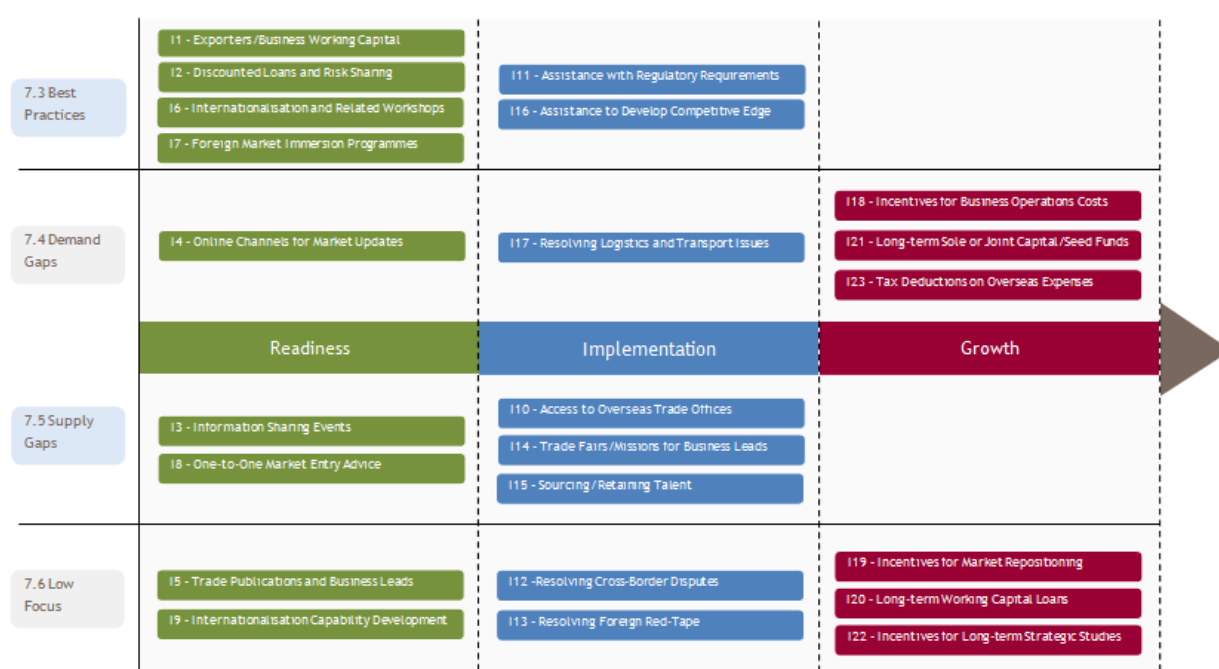 I1 - Exporters/Business Working Capital
I2 - Discounted Loans and Risk Sharing
7.3 Best
Practices
I6 - Internationalisation and Related Workshops
I7 - Foreign Market Immersion Programmes
I11 - Assistance with Regulatory Requirements
I16 - Assistance to Develop Competitive Edge
7.4 Demand
Gaps
I4 - Online Channels for Market Updates
I17 - Resolving Logistics and Transport Issues
I18 - Incentives for Business Operations Costs
I21 - Long-term Sole or Joint Capital/Seed Funds
I23 - Tax Deductions on Overseas Expenses
Readiness
Implementation
Growth
7.5 Supply
Gaps
I3 - Information Sharing Events
I8 - One-to-One Market Entry Advice
I10 - Access to Overseas Trade Offices
I14 - Trade Fairs/Missions for Business Leads
I15 - Sourcing/Retaining Talent
7.6 Low
Focus
I5 - Trade Publications and Business Leads
I9 - Internationalisation Capability Development
I12 -Resolving Cross-Border Disputes
I13 - Resolving Foreign Red-Tape
I19 - Incentives for Market Repositioning
I20 - Long-term Working Capital Loans
I22 - Incentives for Long-term Strategic Studies